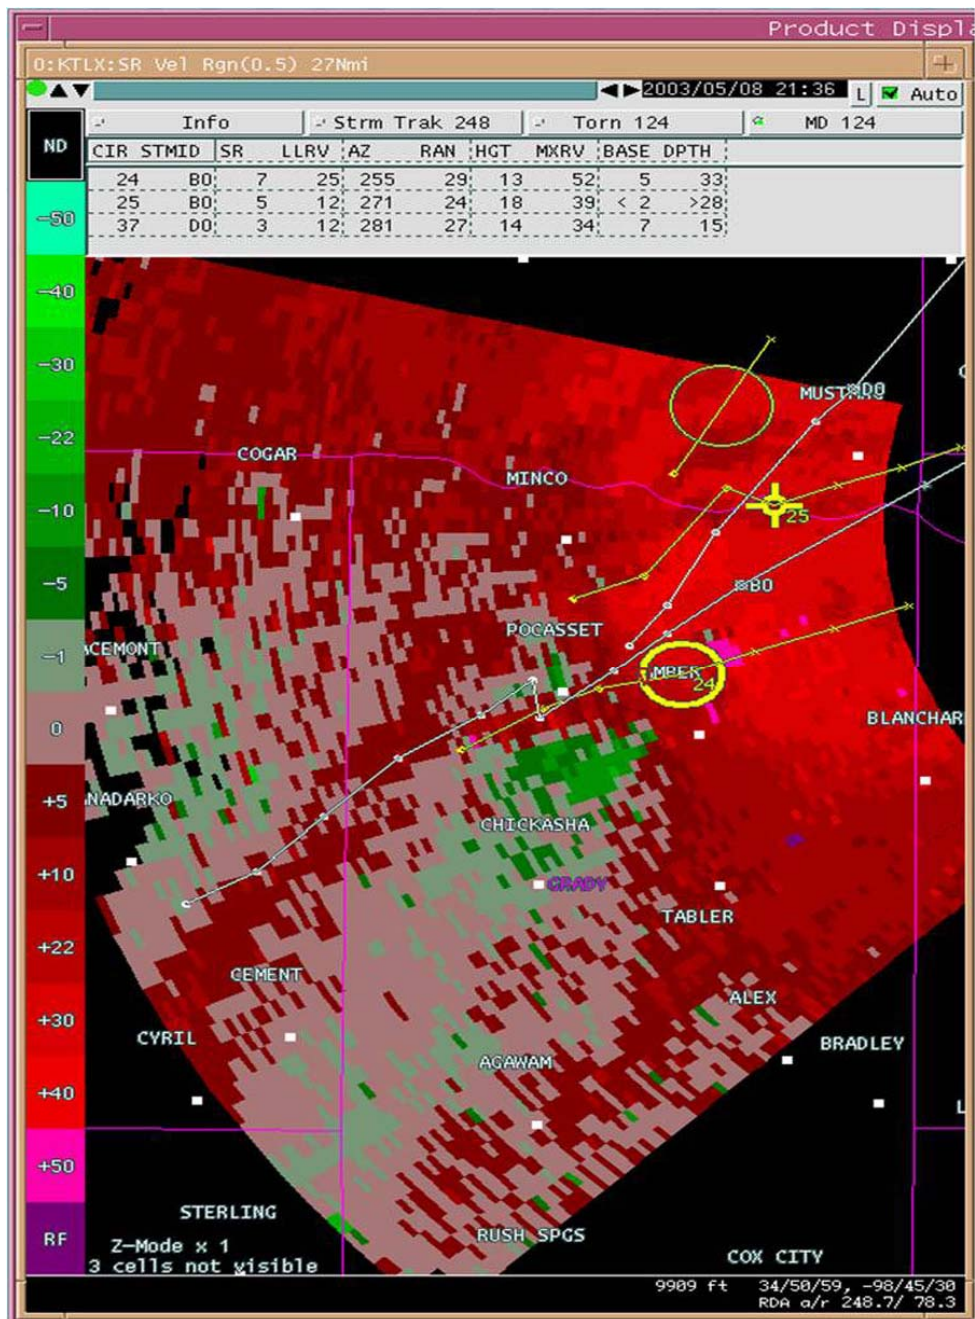 Product Displa
0:KTLX:SR Vel Rgn(0.5) 27Nmi
2003/05/08 21:36 L Auto
ND Info Strm Trak 248 Torn 124 MD 124
CIR STMID SR LLRV AZ RAN HGT MXRV BASE DPTH
24 B0 7 25 255 29 13 52 5 33
25 B0 5 12 271 24 18 39 < 2 >28
37 D0 3 12 281 27 14 34 7 15
-50
-40
-30
-22
-10
-5
-1
0
+5
+10
+22
+30
+40
+50
RF
D0
COGAR
MINCO
25
B0
POCASSET
ACEMONT
MBER
24
BLANCHAR
NADARKO
CHICKASHA
GRADY
TABLER
CEMENT
ALEX
CYRIL
BRADLEY
AGAWAM
L
STERLING
RUSH SPGS
Z-Mode x 1
COX CITY
3 cells not visible
9909 ft 34/50/59, -98/45/30
RDA a/r 248.7/ 78.3